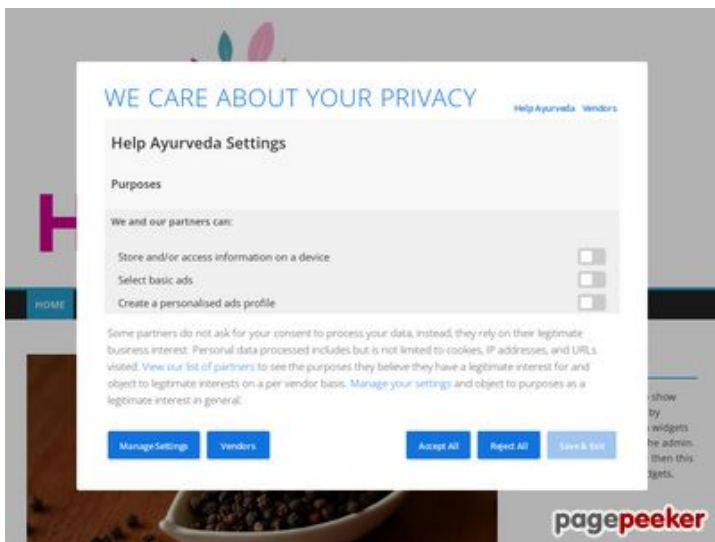 WE CARE ABOUT YOUR PRIVACY
Help Ayurveda Vendors
Help Ayurveda Settings
Purposes
We and our partners can:
Store and/or access information on a device
Select basic ads
Create a personalised ads profile
HOME
Some partners do not ask for your consent to process your data, instead, they rely on their legitimate
business interest. Personal data processed includes but is not limited to cookies, IP addresses, and URLs
visited. View our list of partners to see the purposes they believe they have a legitimate interest for and
object to legitimate interests on a per vendor basis. Manage your settings and object to purposes as a
legitimate interest in general.
show
by
widgets
he admin.
then this
dgets.
Manage Settings Vendors Accept All Reject All Save & Exit
pagepeeker